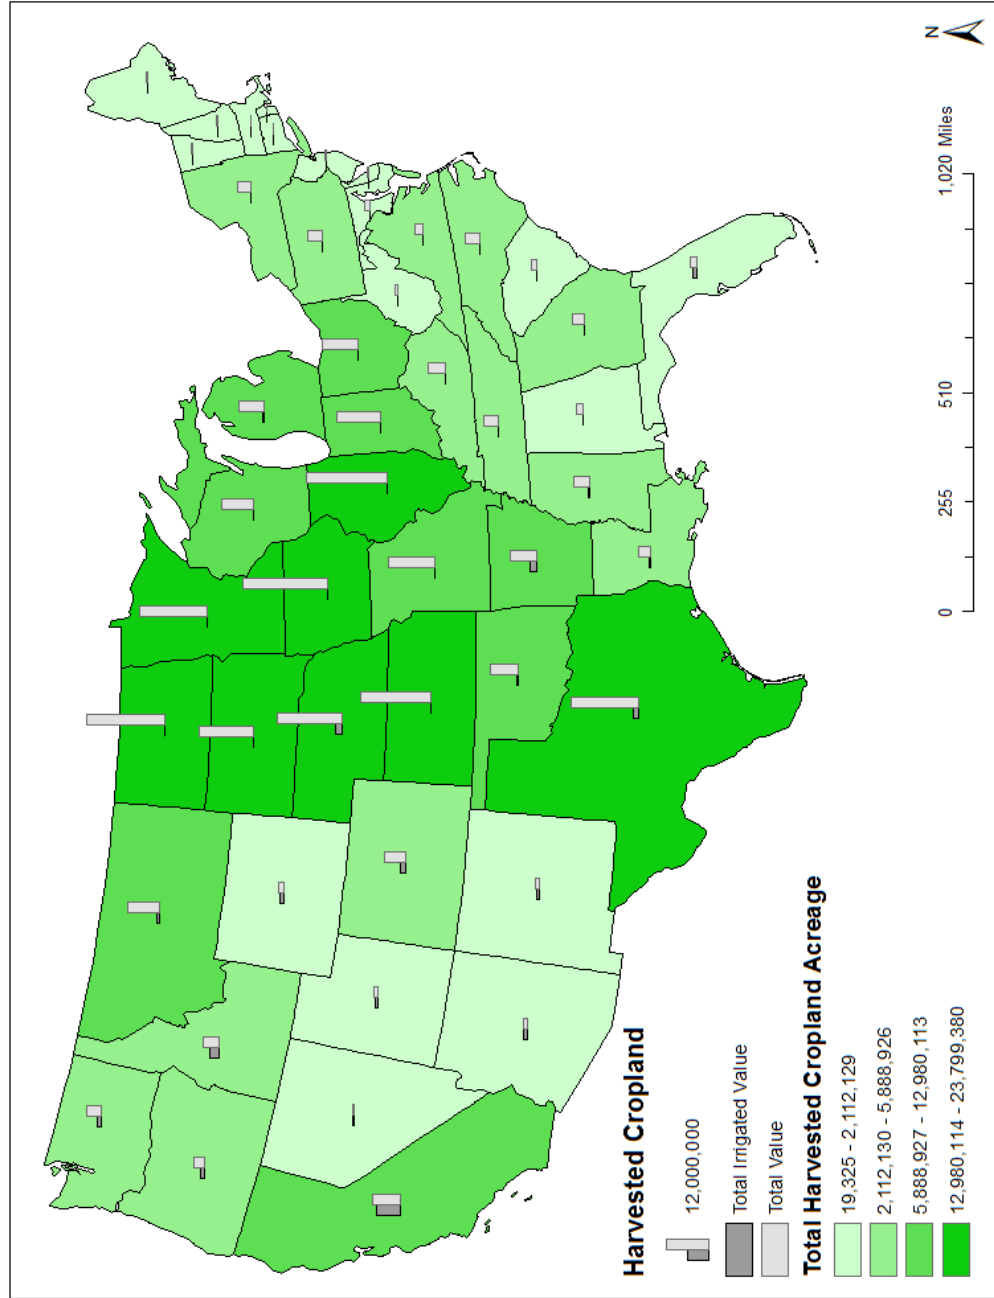 N
0 255 510 1,020 Miles
Harvested Cropland
12,000,000
Total Irrigated Value
Total Value
Total Harvested Cropland Acreage
19,325 - 2,112,129
2,112,130 - 5,888,926
5,888,927 - 12,980,113
12,980,114 - 23,799,380